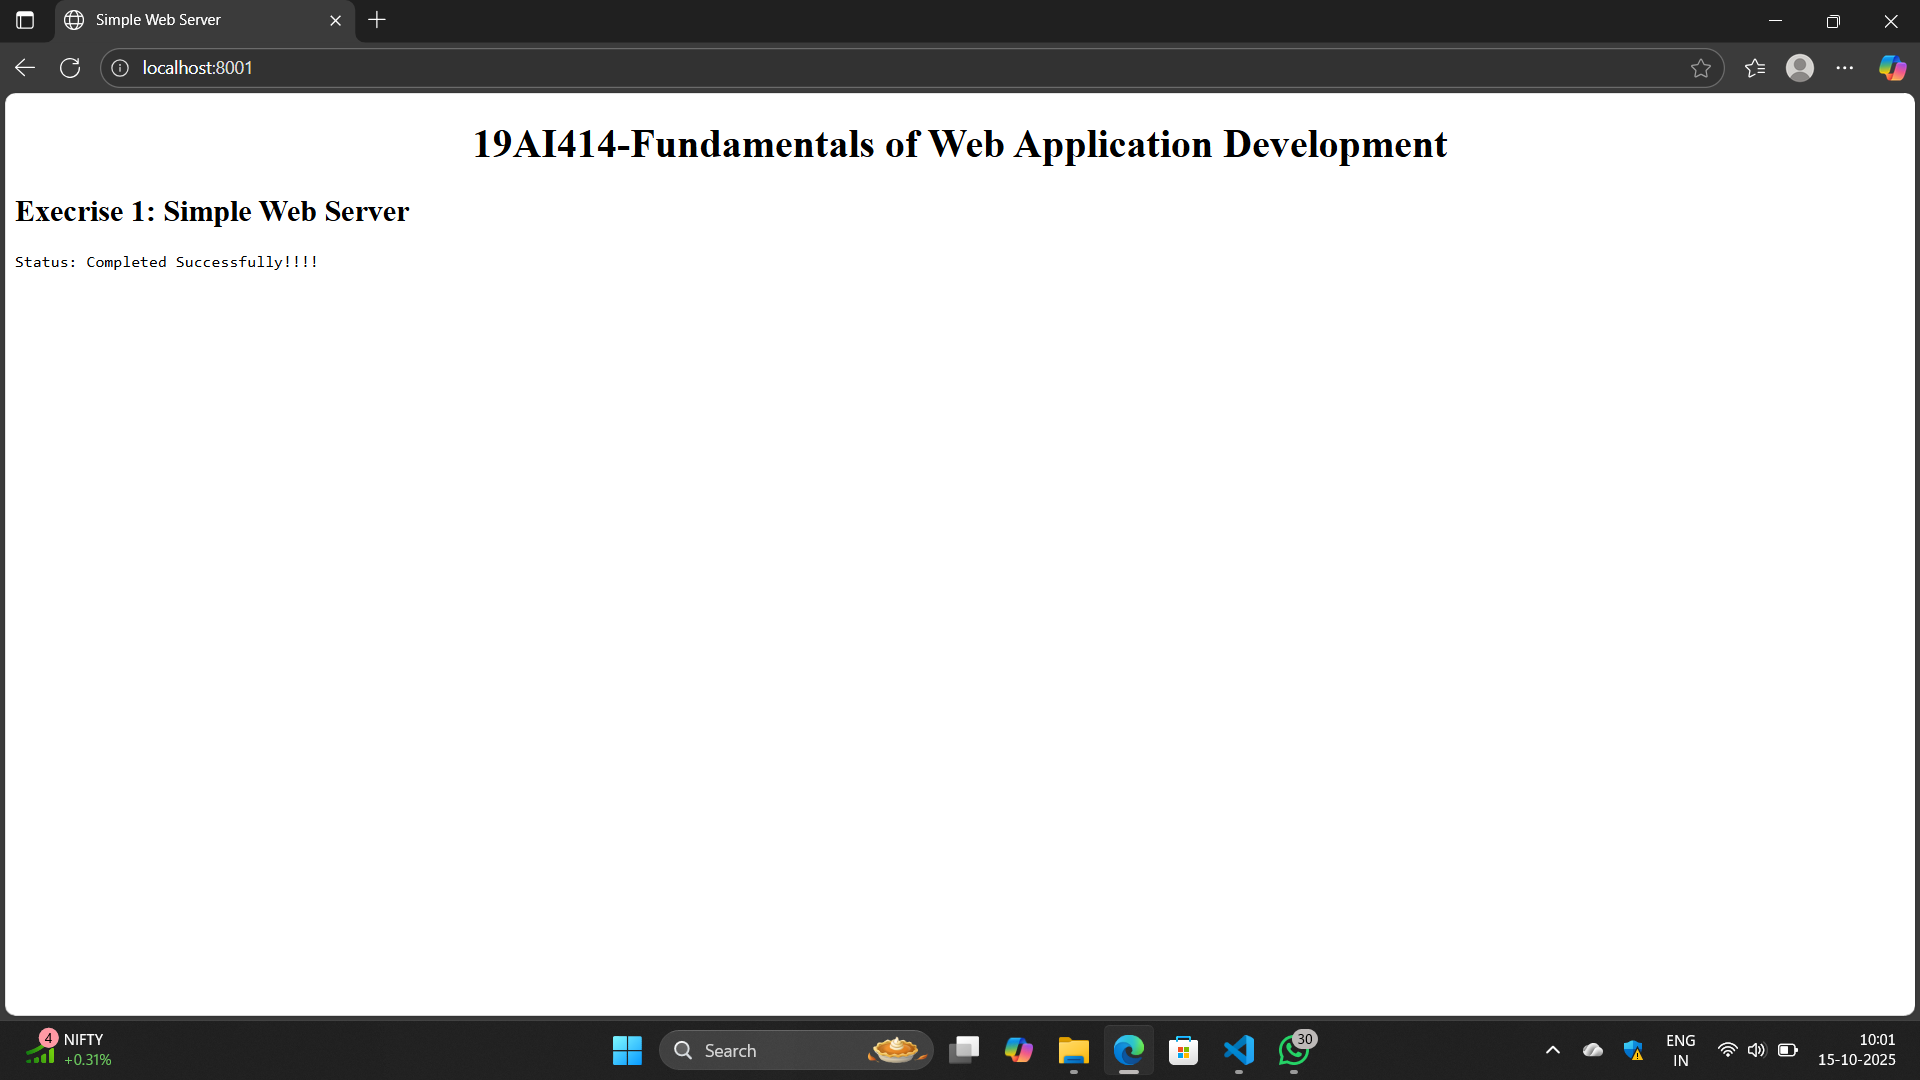 Simple Web Server
localhost:8001
19AI414-Fundamentals of Web Application Development
Execrise 1: Simple Web Server
Status: Completed Successfully!!!!
4
NIFTY
+0.31%
Search
30
ENG
IN
10:01
15-10-2025